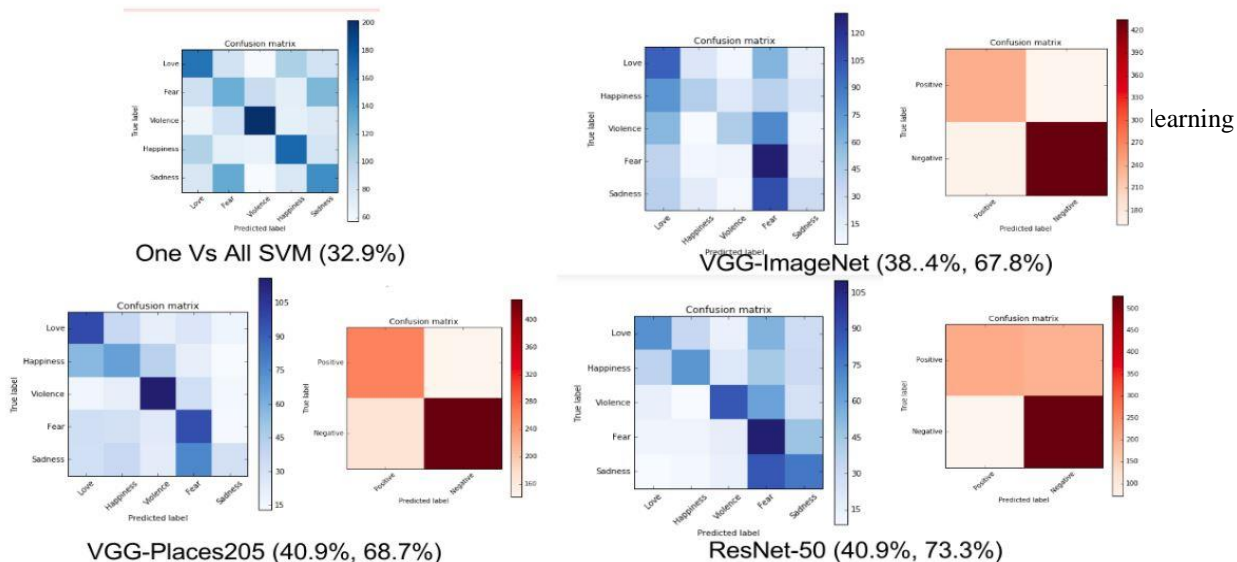 Confusion matrix
True label
Love
Fear
Violence
Happiness
Sadness
Love Fear Violence Happiness Sadness
Predicted label
200
180
160
140
120
100
80
60
One Vs All SVM (32.9%)
Confusion matrix
True label
Love
Happiness
Violence
Fear
Sadness
Love Happiness Violence Fear Sadness
Predicted label
120
105
90
75
60
45
30
15
Confusion matrix
True label
Positive
Negative
Positive Negative
Predicted label
420
390
360
330
300
270
240
210
180
learning
VGG-ImageNet (38..4%, 67.8%)
Confusion matrix
True label
Love
Happiness
Violence
Fear
Sadness
Love Happiness Violence Fear Sadness
Predicted label
105
90
75
60
45
30
15
Confusion matrix
True label
Positive
Negative
Positive Negative
Predicted label
400
360
320
280
240
200
160
VGG-Places205 (40.9%, 68.7%)
Confusion matrix
True label
Love
Happiness
Violence
Fear
Sadness
Love Happiness Violence Fear Sadness
Predicted label
105
90
75
60
45
30
15
Confusion matrix
True label
Positive
Negative
Positive Negative
Predicted label
500
450
400
350
300
250
200
150
100
ResNet-50 (40.9%, 73.3%)